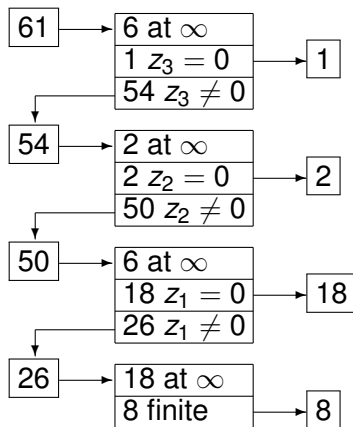 61
6 at ∞
1 z₃ = 0
1
54 z₃ ≠ 0
54
2 at ∞
2 z₂ = 0
2
50 z₂ ≠ 0
50
6 at ∞
18 z₁ = 0
18
26 z₁ ≠ 0
26
18 at ∞
8 finite
8